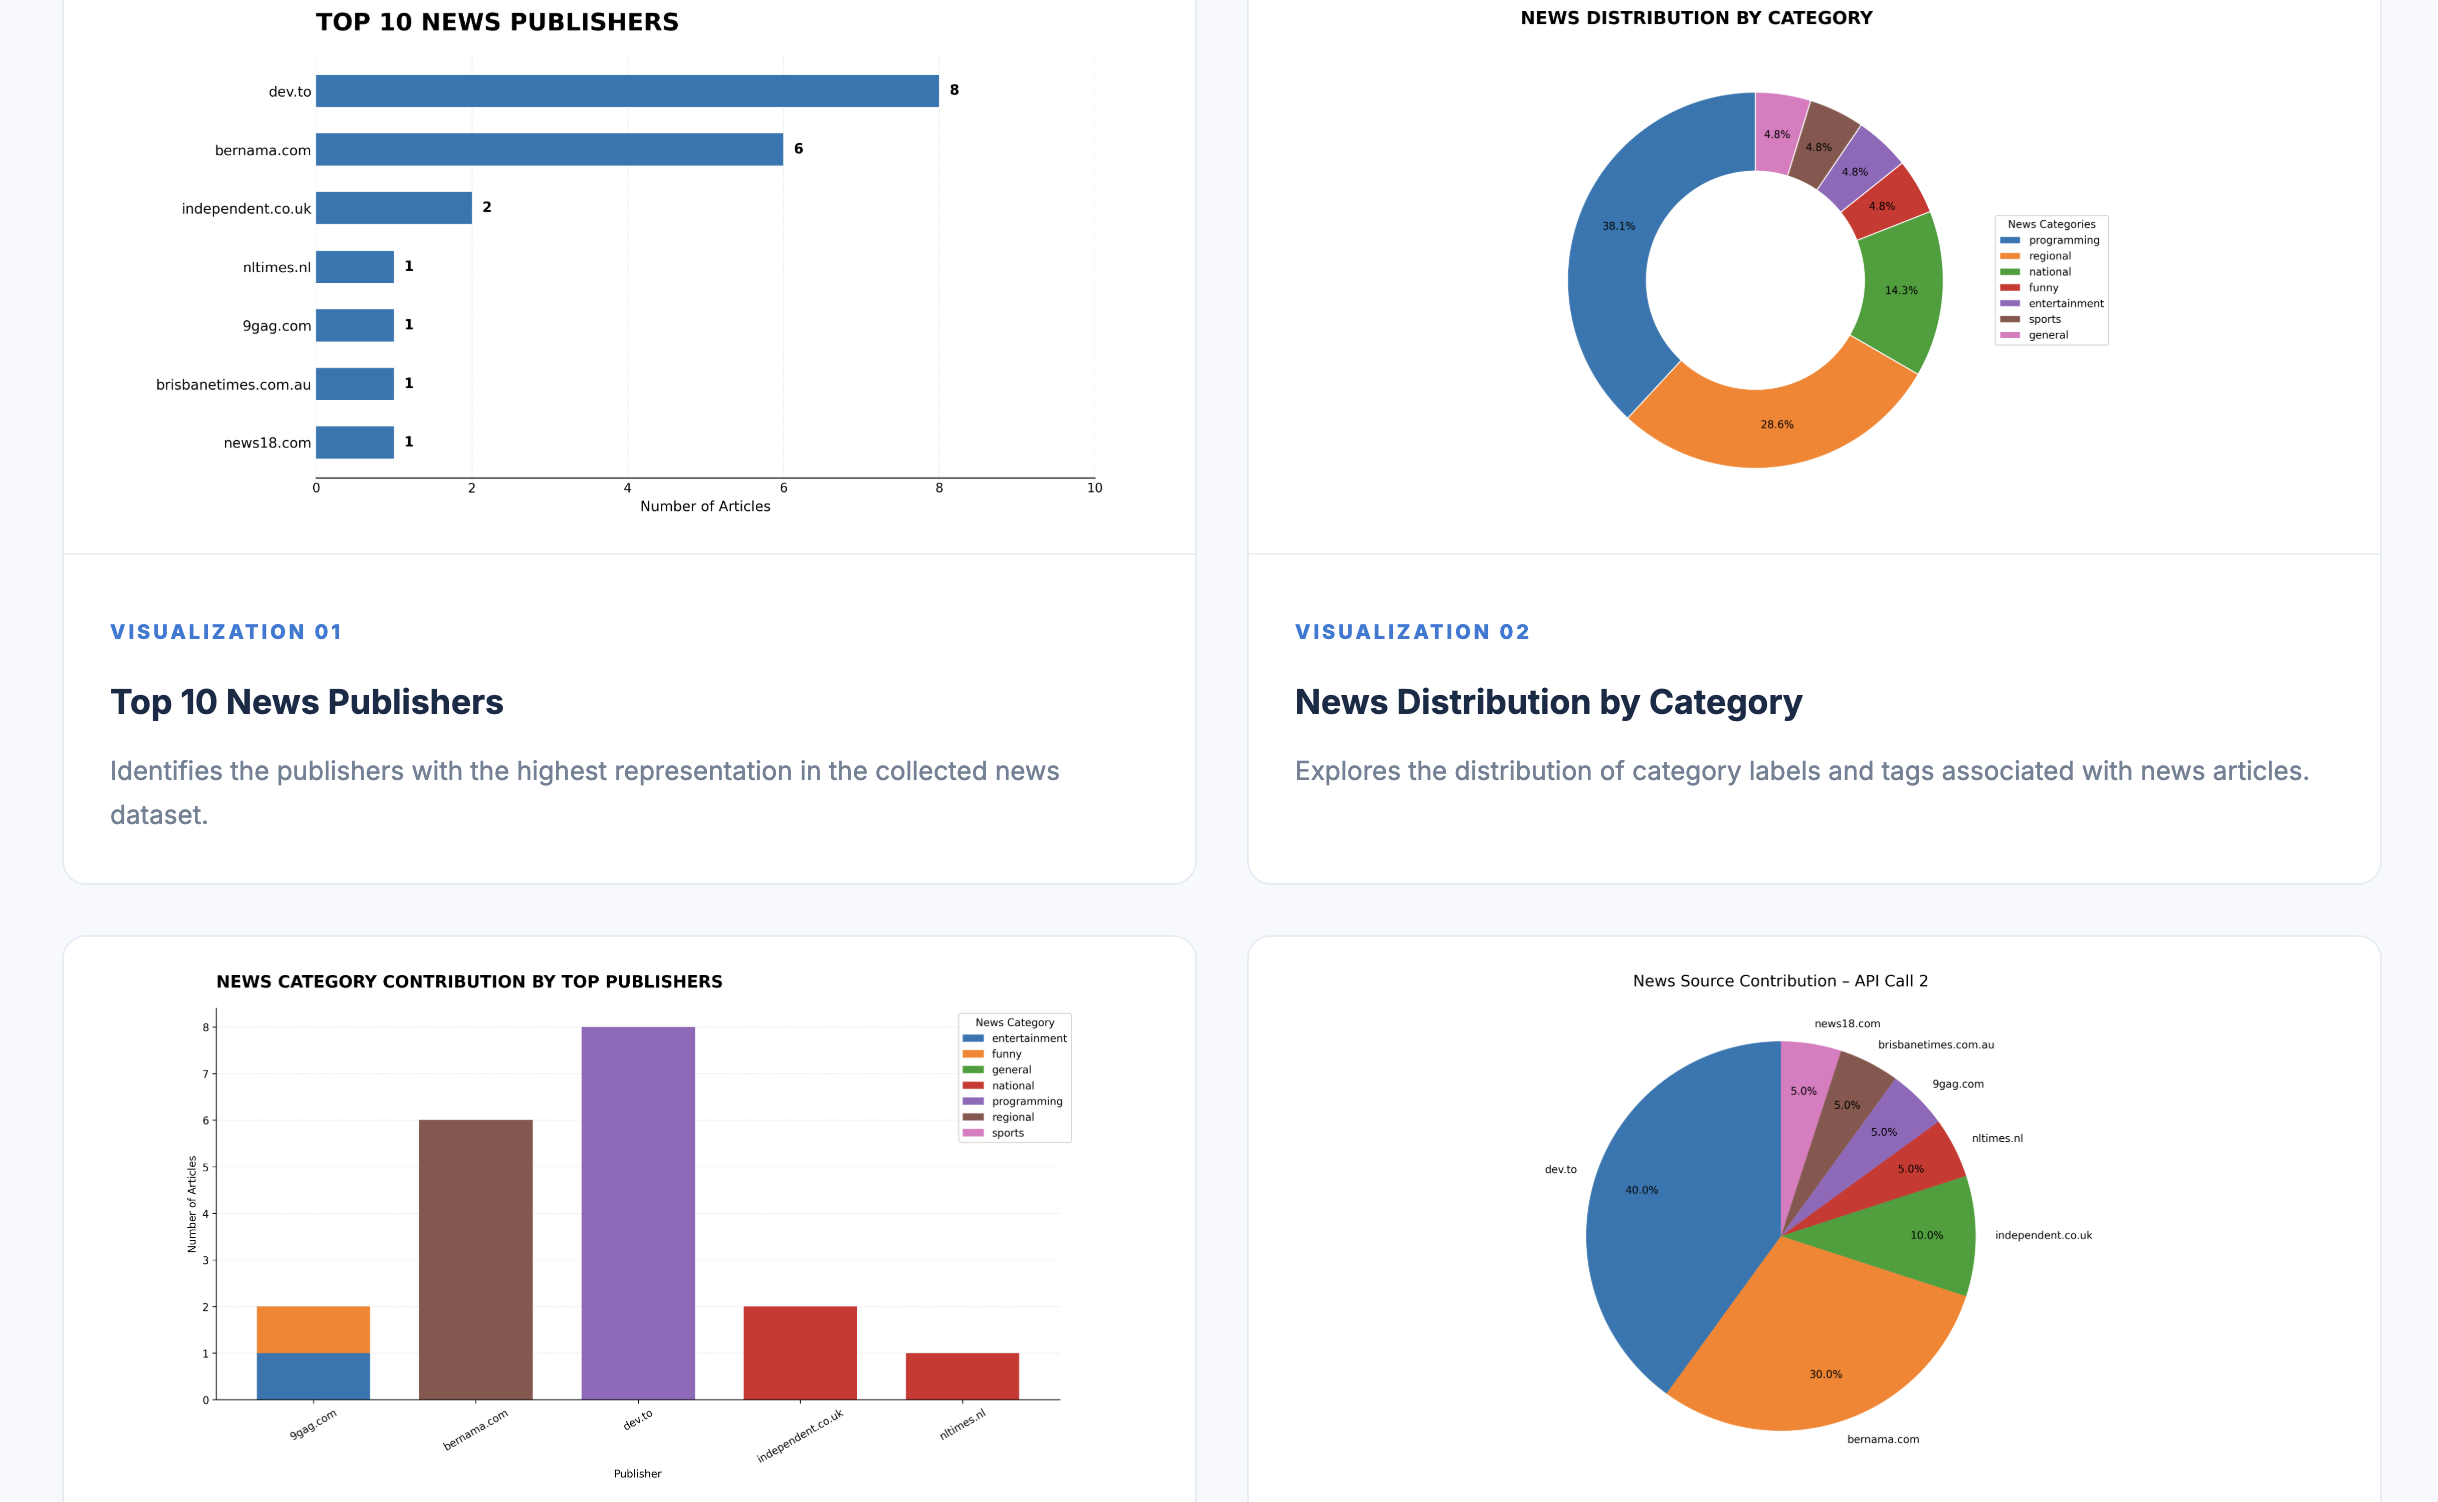 TOP 10 NEWS PUBLISHERS
dev.to
8
bernama.com
6
independent.co.uk
2
nltimes.nl
1
9gag.com
1
brisbanetimes.com.au
1
news18.com
1
0 2 4 6 8 10
Number of Articles
VISUALIZATION 01
Top 10 News Publishers
Identifies the publishers with the highest representation in the collected news
dataset.
NEWS DISTRIBUTION BY CATEGORY
4.8%
4.8%
4.8%
4.8%
38.1%
14.3%
28.6%
News Categories
programming
regional
national
funny
entertainment
sports
general
VISUALIZATION 02
News Distribution by Category
Explores the distribution of category labels and tags associated with news articles.
NEWS CATEGORY CONTRIBUTION BY TOP PUBLISHERS
8
7
6
5
4
3
2
1
0
Number of Articles
News Category
entertainment
funny
general
national
programming
regional
sports
9gag.com
bernama.com
dev.to
independent.co.uk
nltimes.nl
Publisher
News Source Contribution – API Call 2
news18.com
brisbanetimes.com.au
9gag.com
nltimes.nl
independent.co.uk
bernama.com
dev.to
5.0%
5.0%
5.0%
5.0%
10.0%
30.0%
40.0%